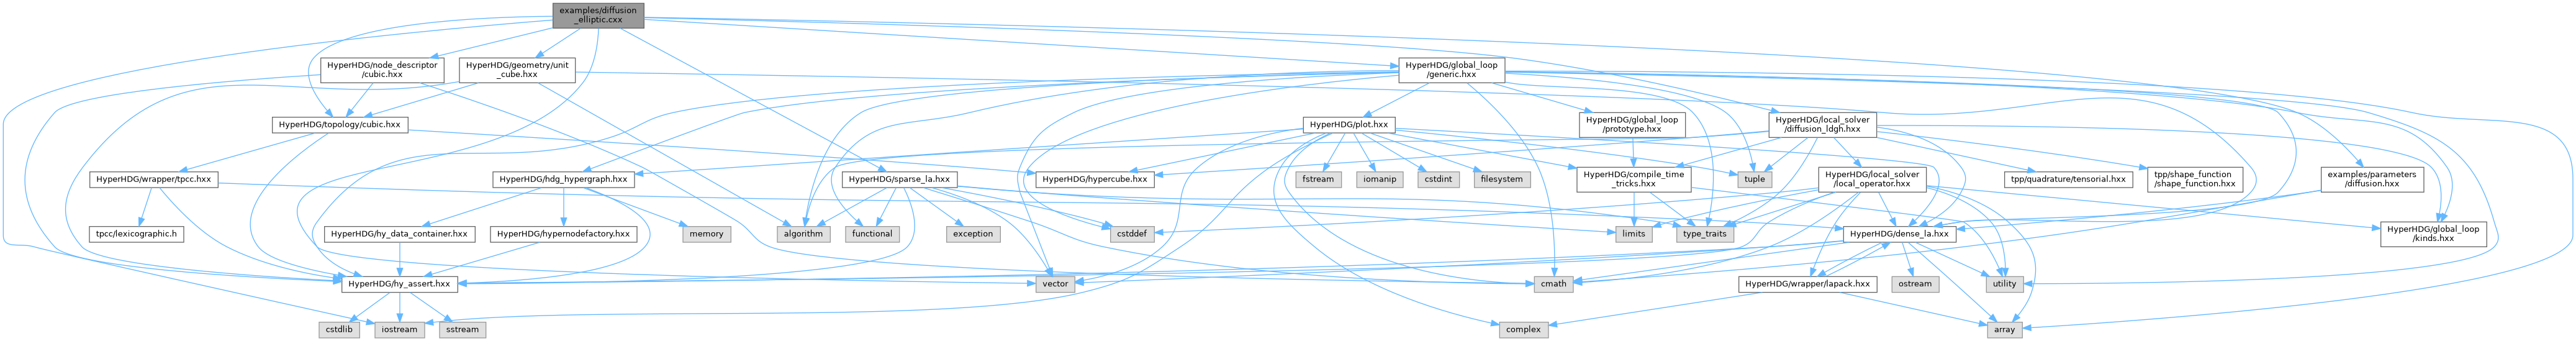 examples/diffusion
_elliptic.cxx
HyperHDG/node_descriptor
/cubic.hxx
HyperHDG/geometry/unit
_cube.hxx
HyperHDG/global_loop
/generic.hxx
HyperHDG/topology/cubic.hxx
HyperHDG/plot.hxx
HyperHDG/global_loop
/prototype.hxx
HyperHDG/local_solver
/diffusion_ldgh.hxx
HyperHDG/wrapper/tpcc.hxx
HyperHDG/hdg_hypergraph.hxx
HyperHDG/sparse_la.hxx
HyperHDG/hypercube.hxx
fstream
iomanip
cstdint
filesystem
HyperHDG/compile_time
_tricks.hxx
tuple
HyperHDG/local_solver
/local_operator.hxx
tpp/quadrature/tensorial.hxx
tpp/shape_function
/shape_function.hxx
examples/parameters
/diffusion.hxx
tpcc/lexicographic.h
HyperHDG/hy_data_container.hxx
HyperHDG/hypernodefactory.hxx
memory
algorithm
functional
exception
cstddef
limits
type_traits
HyperHDG/dense_la.hxx
HyperHDG/global_loop
/kinds.hxx
HyperHDG/hy_assert.hxx
vector
cmath
HyperHDG/wrapper/lapack.hxx
ostream
utility
cstdlib
iostream
sstream
complex
array